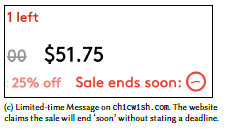 1 left
00 $51.75
25% off Sale ends soon:
(c) Limited-time Message on chicwish.com. The website
claims the sale will end ‘soon’ without stating a deadline.